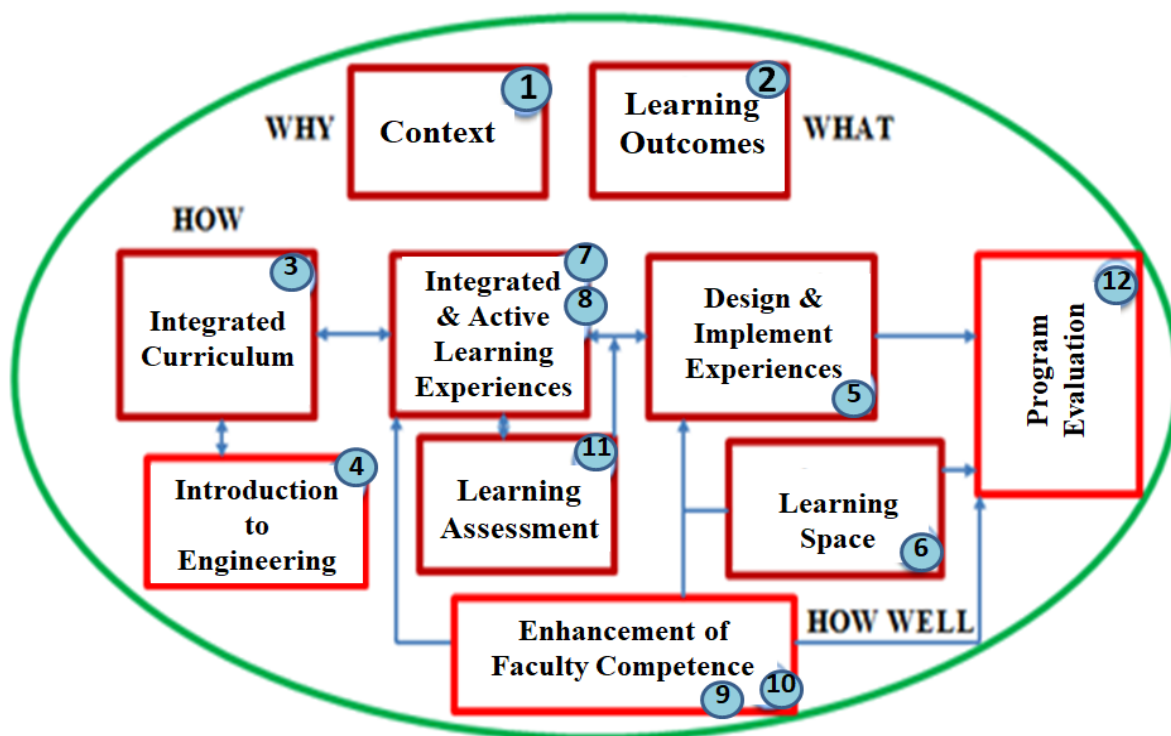 WHY
1
Context
2
Learning
Outcomes
WHAT
HOW
3
Integrated
Curriculum
7
8
Integrated
& Active
Learning
Experiences
Design &
Implement
Experiences
5
12
Program
Evaluation
4
Introduction
to
Engineering
11
Learning
Assessment
Learning
Space
6
Enhancement of
Faculty Competence
9
10
HOW WELL